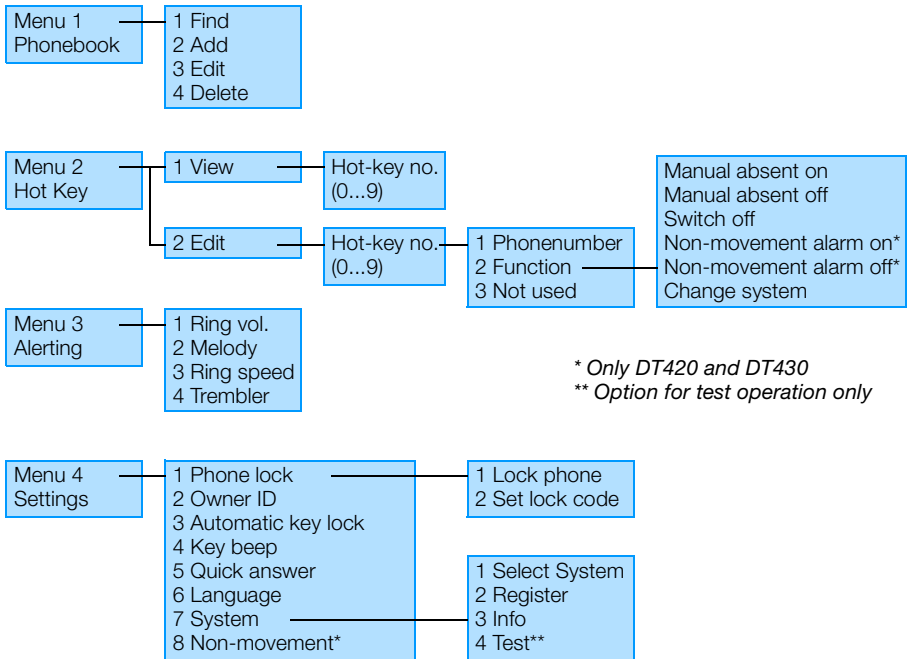 Menu 1
Phonebook
1 Find
2 Add
3 Edit
4 Delete
Menu 2
Hot Key
1 View
Hot-key no.
(0...9)
2 Edit
Hot-key no.
(0...9)
1 Phonenumber
2 Function
3 Not used
Manual absent on
Manual absent off
Switch off
Non-movement alarm on*
Non-movement alarm off*
Change system
Menu 3
Alerting
1 Ring vol.
2 Melody
3 Ring speed
4 Trembler
* Only DT420 and DT430
** Option for test operation only
Menu 4
Settings
1 Phone lock
2 Owner ID
3 Automatic key lock
4 Key beep
5 Quick answer
6 Language
7 System
8 Non-movement*
1 Lock phone
2 Set lock code
1 Select System
2 Register
3 Info
4 Test**